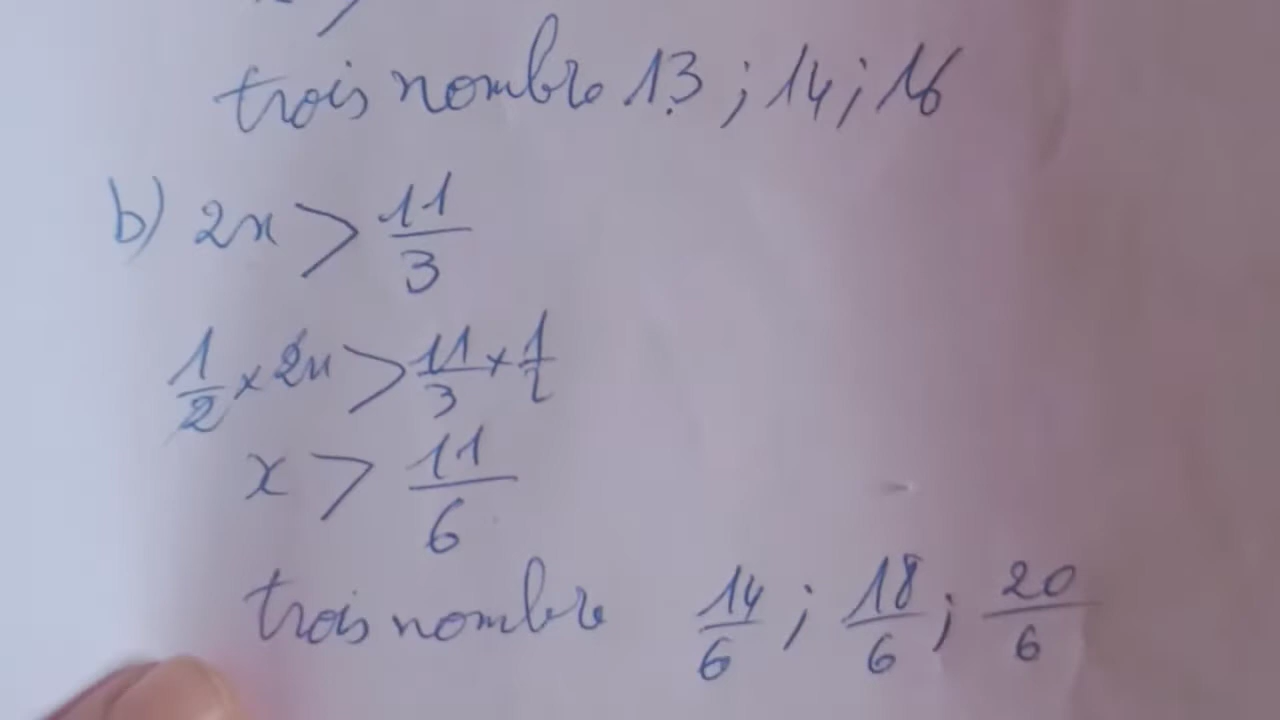 trois nombre 13 ; 14 ; 16
b) 2x > 11/3
1/2 × 2x > 11/3 × 1/2
x > 11/6
trois nombre 14/6 ; 18/6 ; 20/6